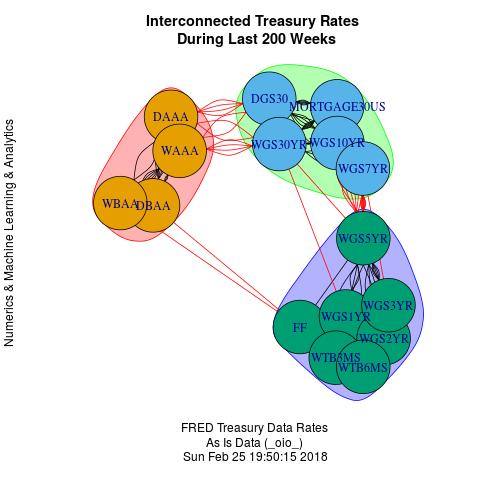 Interconnected Treasury Rates
During Last 200 Weeks
Numerics & Machine Learning & Analytics
DAAA
WAAA
WBAA
DBAA
DGS30
MORTGAGE30US
WGS30YR
WGS10YR
WGS7YR
WGS5YR
WGS3YR
WGS1YR
FF
WGS2YR
WTB3MS
WTB6MS
FRED Treasury Data Rates
As Is Data (_oio_)
Sun Feb 25 19:50:15 2018